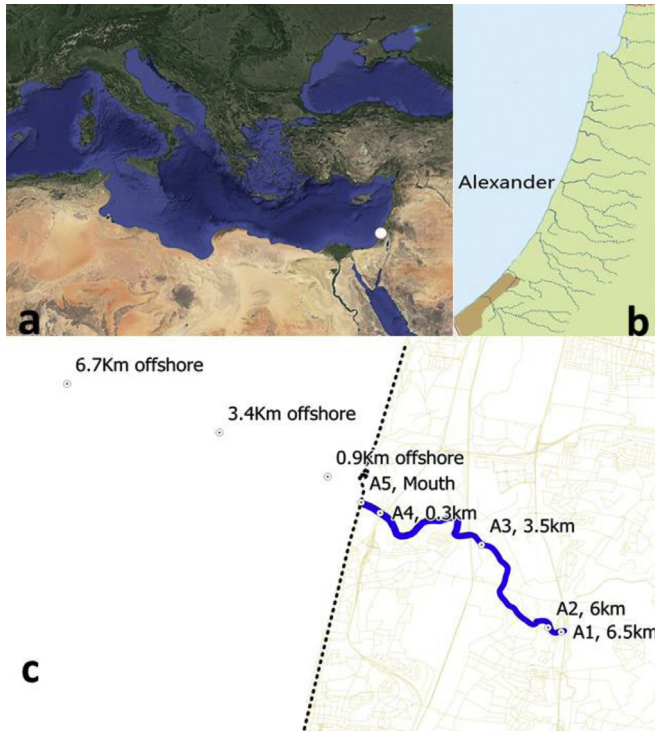 a
Alexander
b
6.7Km offshore
3.4Km offshore
0.9Km offshore
A5, Mouth
A4, 0.3km
A3, 3.5km
A2, 6km
A1, 6.5km
c